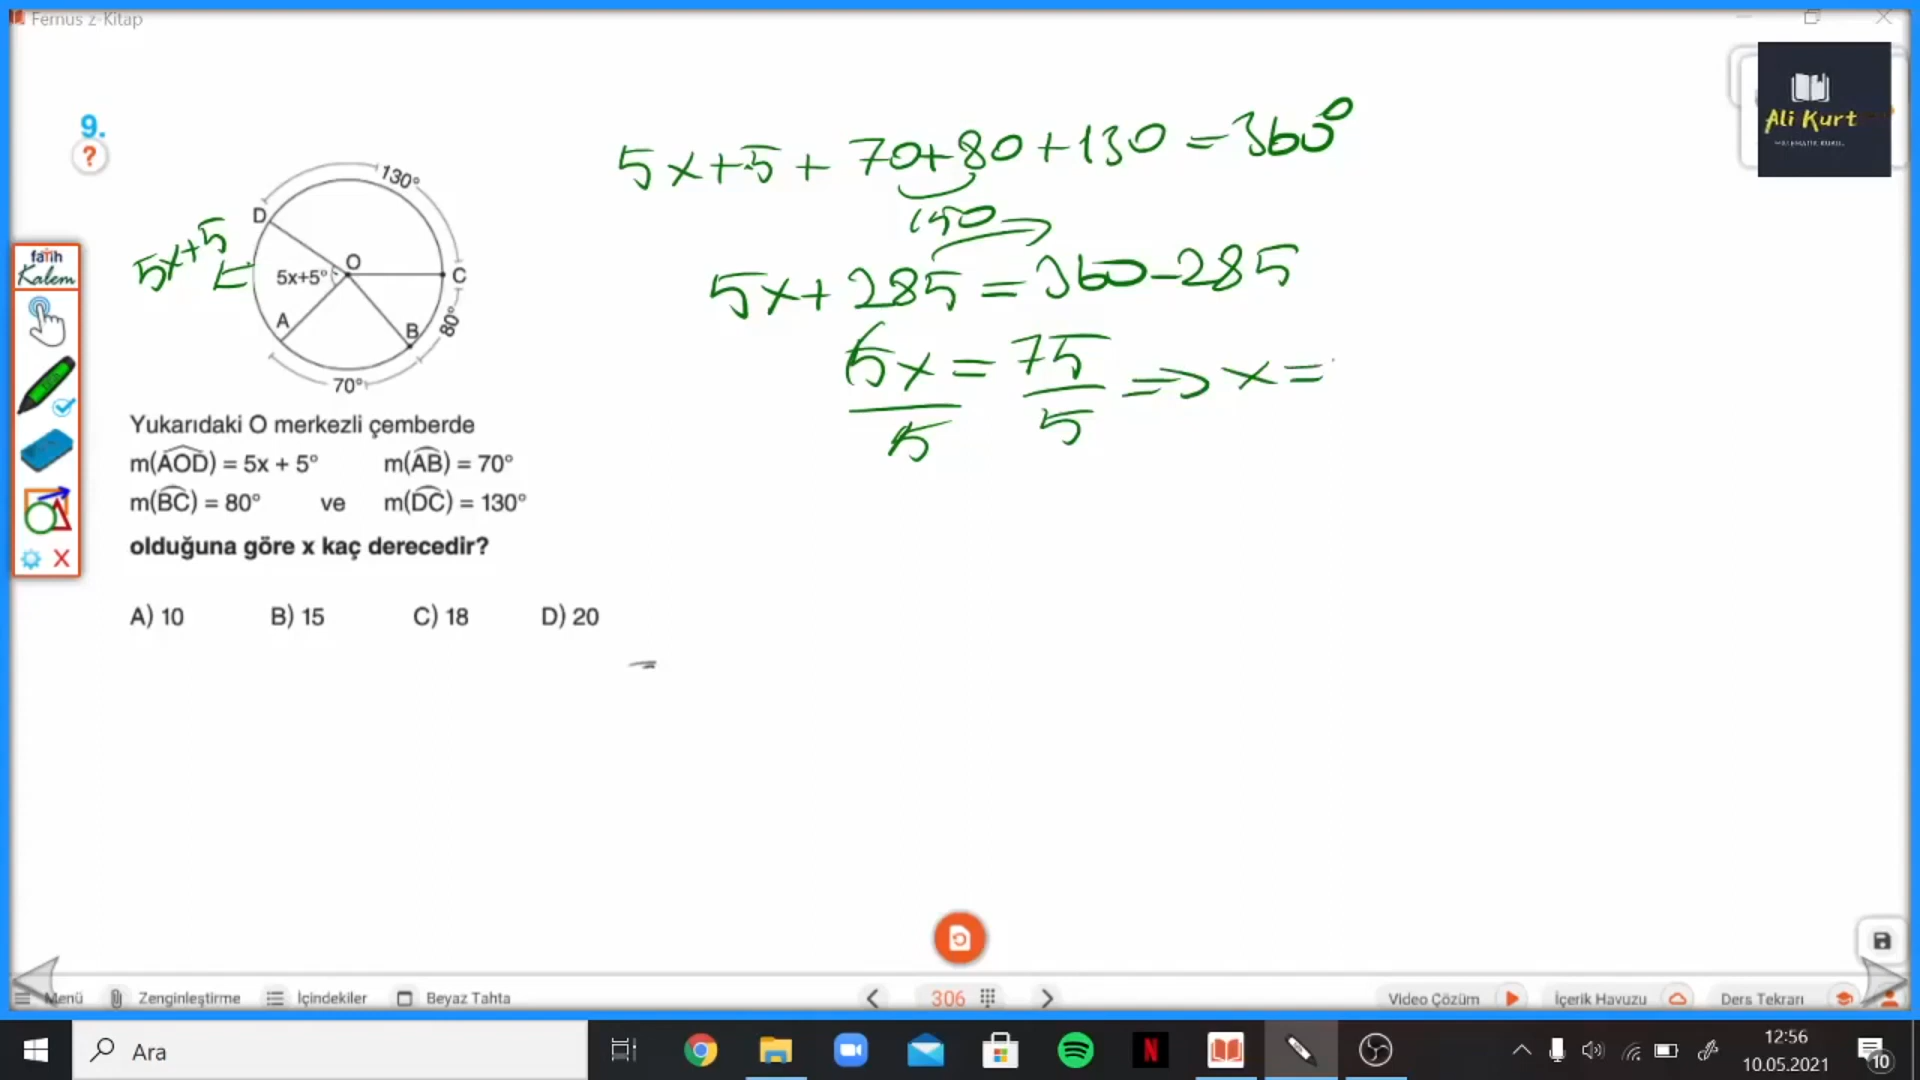 Fernus z-Kitap
Ali Kurt
9.
?
5x+5+70+80+130=360°
150
5x+285=360-285
5x/5=75/5⇒x=
130°
D
5x+5
O
5x+5°
C
A
B
80°
70°
fatih
Kalem
Yukarıdaki O merkezli çemberde
m(AOD) = 5x + 5° m(AB) = 70°
m(BC) = 80° ve m(DC) = 130°
olduğuna göre x kaç derecedir?
A) 10 B) 15 C) 18 D) 20
Menü Zenginleştirme İçindekiler Beyaz Tahta 306 Video Çözüm İçerik Havuzu Ders Tekrarı
Ara
12:56
10.05.2021
10